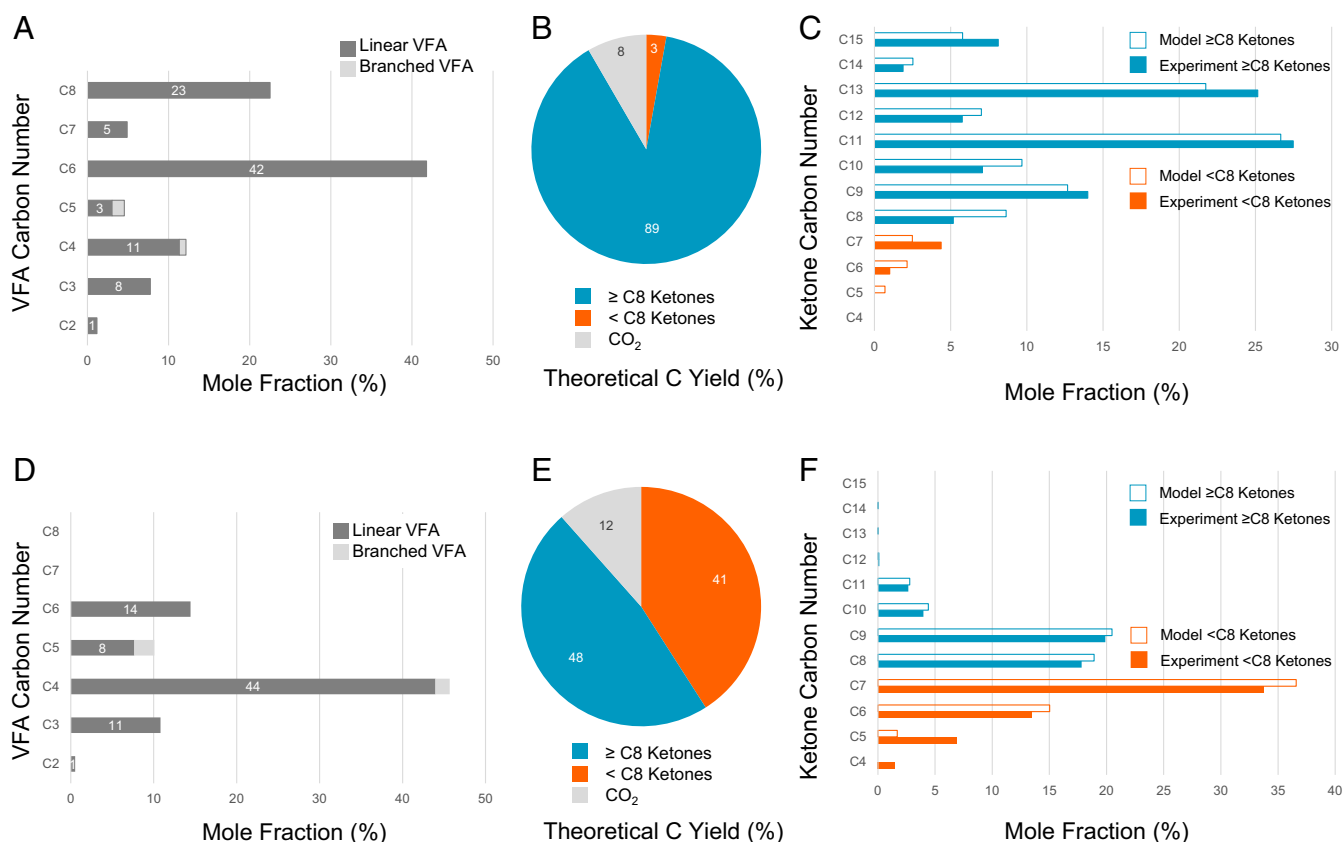 A
Linear VFA
Branched VFA
VFA Carbon Number
C8
23
C7
5
C6
42
C5
3
C4
11
C3
8
C2
1
0
10
20
30
40
50
Mole Fraction (%)
B
8
3
89
≥ C8 Ketones
< C8 Ketones
CO2
Theoretical C Yield (%)
C
Ketone Carbon Number
C15
C14
C13
C12
C11
C10
C9
C8
C7
C6
C5
C4
Model ≥C8 Ketones
Experiment ≥C8 Ketones
Model <C8 Ketones
Experiment <C8 Ketones
0
5
10
15
20
25
30
Mole Fraction (%)
D
Linear VFA
Branched VFA
VFA Carbon Number
C8
C7
C6
14
C5
8
C4
44
C3
11
C2
1
0
10
20
30
40
50
Mole Fraction (%)
E
12
41
48
≥ C8 Ketones
< C8 Ketones
CO2
Theoretical C Yield (%)
F
Ketone Carbon Number
C15
C14
C13
C12
C11
C10
C9
C8
C7
C6
C5
C4
Model ≥C8 Ketones
Experiment ≥C8 Ketones
Model <C8 Ketones
Experiment <C8 Ketones
0
5
10
15
20
25
30
35
40
Mole Fraction (%)